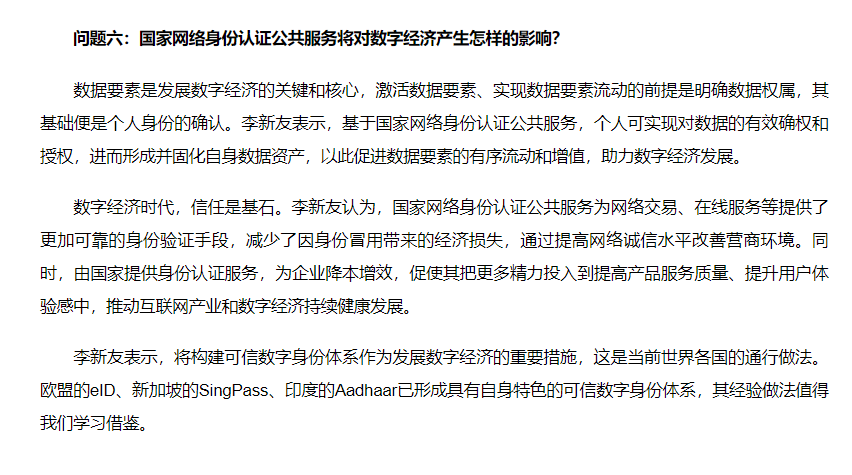 问题六：国家网络身份认证公共服务将对数字经济产生怎样的影响？
数据要素是发展数字经济的关键和核心，激活数据要素、实现数据要素流动的前提是明确数据权属，其
基础便是个人身份的确认。李新友表示，基于国家网络身份认证公共服务，个人可实现对数据的有效确权和
授权，进而形成并固化自身数据资产，以此促进数据要素的有序流动和增值，助力数字经济发展。
数字经济时代，信任是基石。李新友认为，国家网络身份认证公共服务为网络交易、在线服务等提供了
更加可靠的身份验证手段，减少了因身份冒用带来的经济损失，通过提高网络诚信水平改善营商环境。同
时，由国家提供身份认证服务，为企业降本增效，促使其把更多精力投入到提高产品服务质量、提升用户体
验感中，推动互联网产业和数字经济持续健康发展。
李新友表示，将构建可信数字身份体系作为发展数字经济的重要措施，这是当前世界各国的通行做法。
欧盟的eID、新加坡的SingPass、印度的Aadhaar已形成具有自身特色的可信数字身份体系，其经验做法值得
我们学习借鉴。